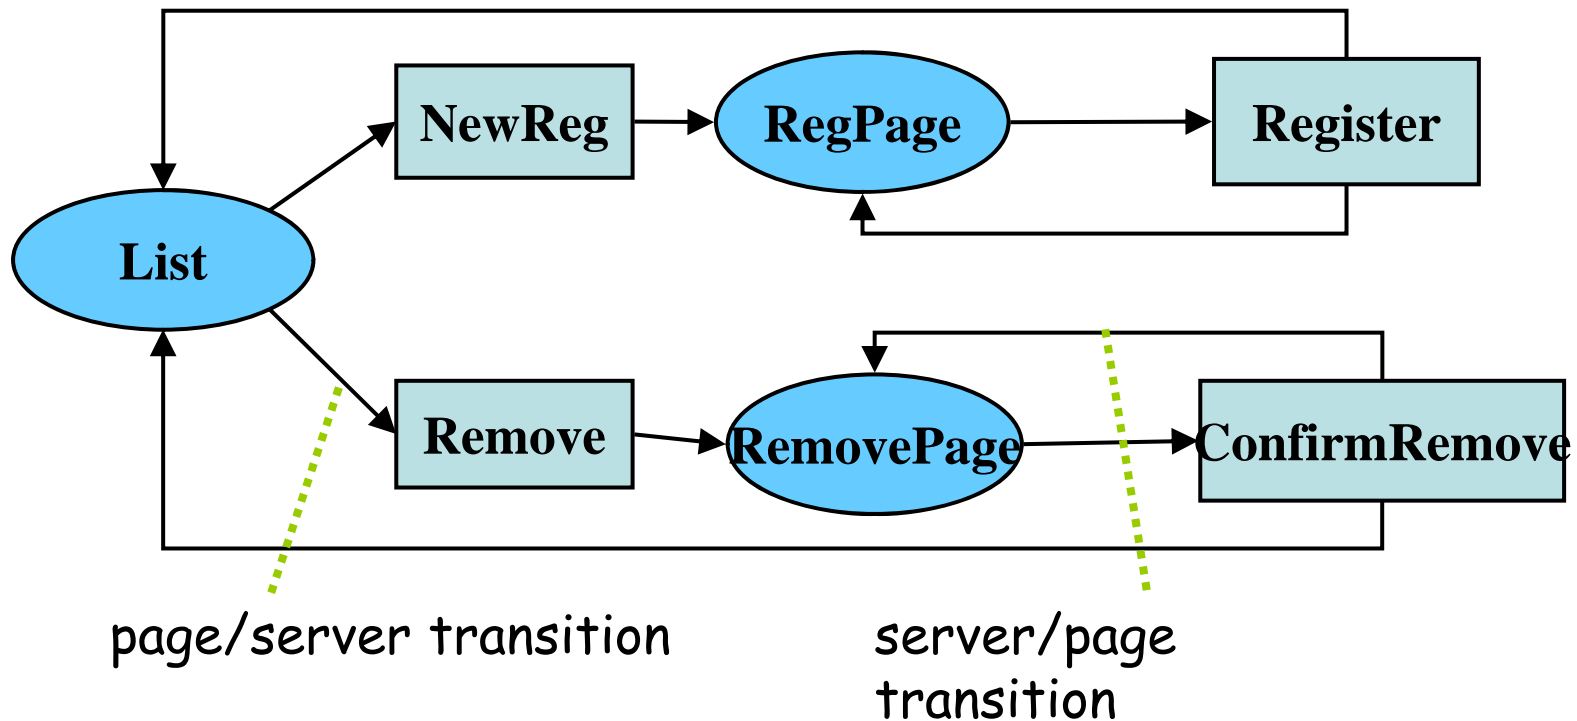 NewReg
RegPage
Register
List
Remove
RemovePage
ConfirmRemove
page/server transition
server/page
transition